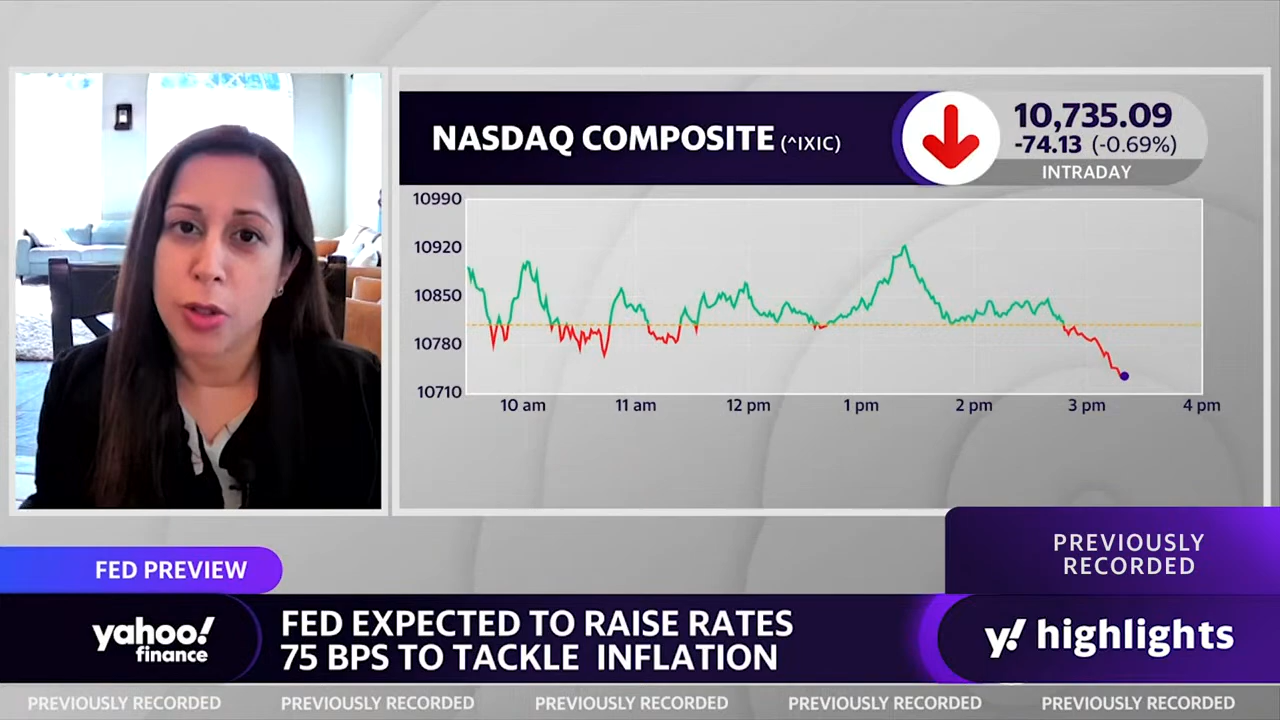 NASDAQ COMPOSITE (^IXIC)
10,735.09
-74.13 (-0.69%)
INTRADAY
10990
10920
10850
10780
10710
10 am 11 am 12 pm 1 pm 2 pm 3 pm 4 pm
PREVIOUSLY
RECORDED
FED PREVIEW
yahoo!
finance
FED EXPECTED TO RAISE RATES
75 BPS TO TACKLE INFLATION
y! highlights
PREVIOUSLY RECORDED PREVIOUSLY RECORDED PREVIOUSLY RECORDED PREVIOUSLY RECORDED PREVIOUSLY RECORDED